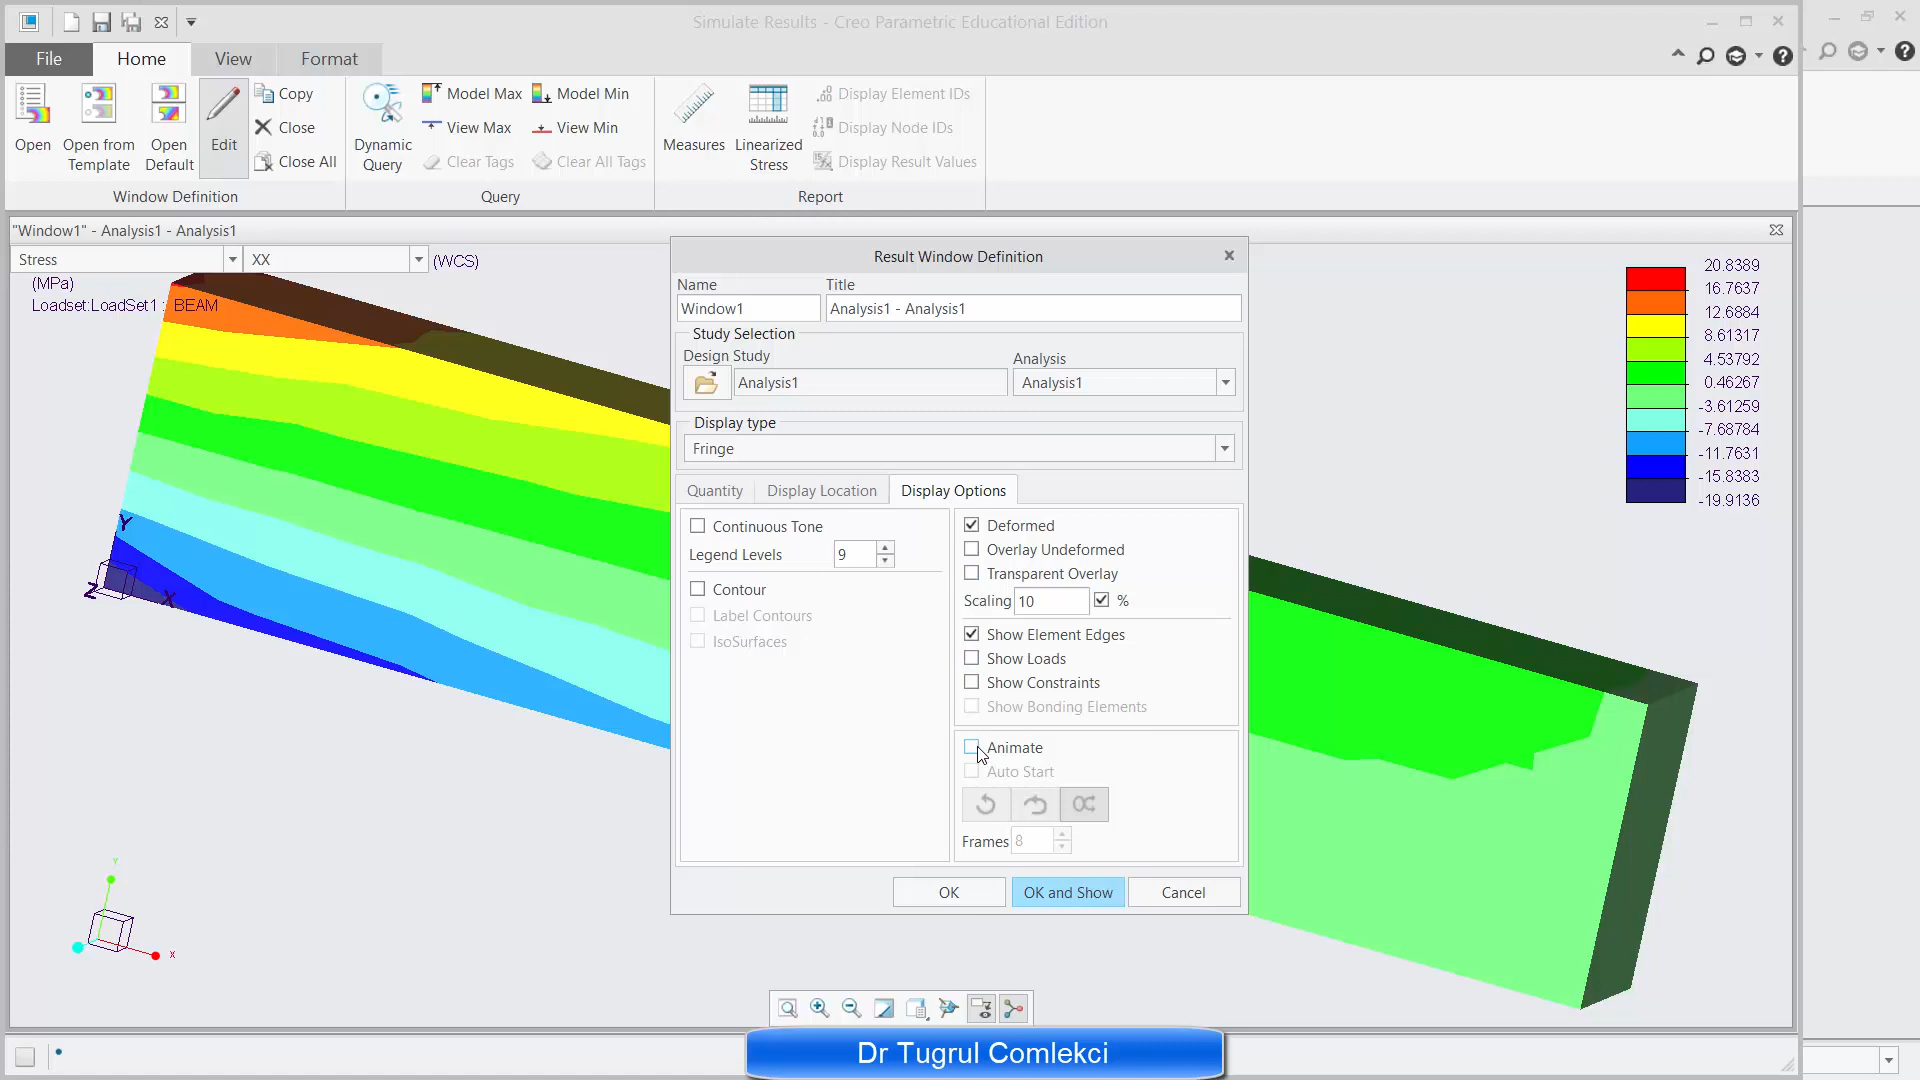 Simulate Results - Creo Parametric Educational Edition
File Home View Format
Open
Open from Template
Open Default
Edit
Copy
Close
Close All
Window Definition
Dynamic Query
Model Max Model Min
View Max View Min
Clear Tags Clear All Tags
Query
Measures
Linearized Stress
Display Element IDs
Display Node IDs
Display Result Values
Report
"Window1" - Analysis1 - Analysis1
Stress XX (WCS)
(MPa)
Loadset:LoadSet1 : BEAM
20.8389
16.7637
12.6884
8.61317
4.53792
0.46267
-3.61259
-7.68784
-11.7631
-15.8383
-19.9136
Y
Z
X
Result Window Definition
Name Title
Window1 Analysis1 - Analysis1
Study Selection
Design Study Analysis
Analysis1 Analysis1
Display type
Fringe
Quantity Display Location Display Options
Continuous Tone
Legend Levels 9
Contour
Label Contours
IsoSurfaces
Deformed
Overlay Undeformed
Transparent Overlay
Scaling 10 %
Show Element Edges
Show Loads
Show Constraints
Show Bonding Elements
Animate
Auto Start
Frames 8
OK OK and Show Cancel
Y
X
Dr Tugrul Comlekci